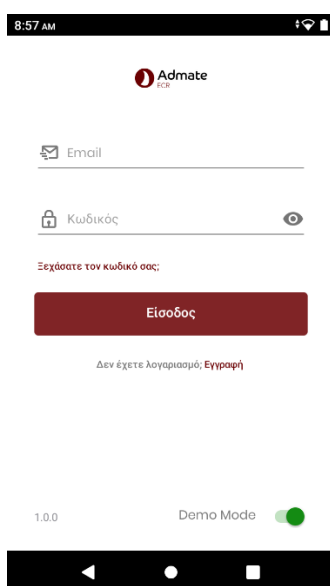 8:57 AM
Admate
ECR
Email
Κωδικός
Ξεχάσατε τον κωδικό σας;
Είσοδος
Δεν έχετε λογαριασμό; Εγγραφή
1.0.0 Demo Mode